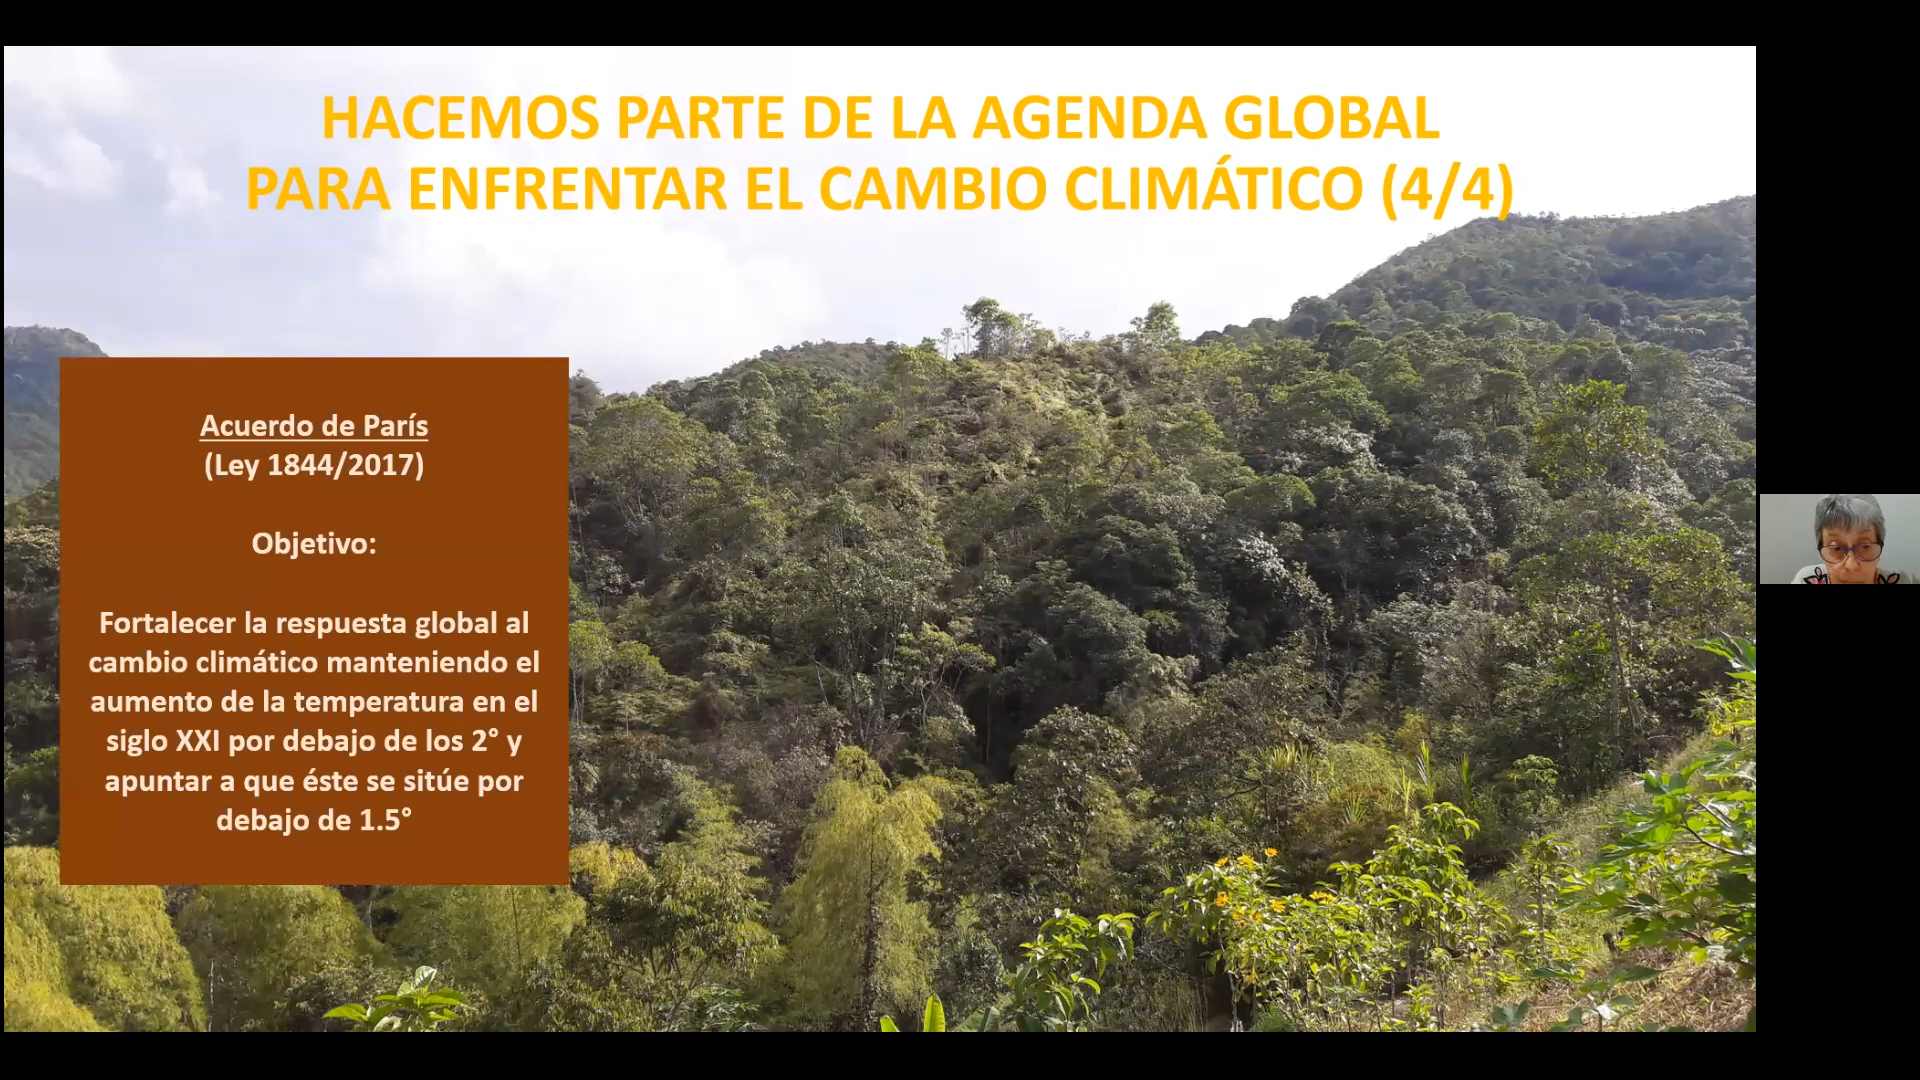 HACEMOS PARTE DE LA AGENDA GLOBAL
PARA ENFRENTAR EL CAMBIO CLIMÁTICO (4/4)
Acuerdo de París
(Ley 1844/2017)
Objetivo:
Fortalecer la respuesta global al
cambio climático manteniendo el
aumento de la temperatura en el
siglo XXI por debajo de los 2° y
apuntar a que éste se sitúe por
debajo de 1.5°